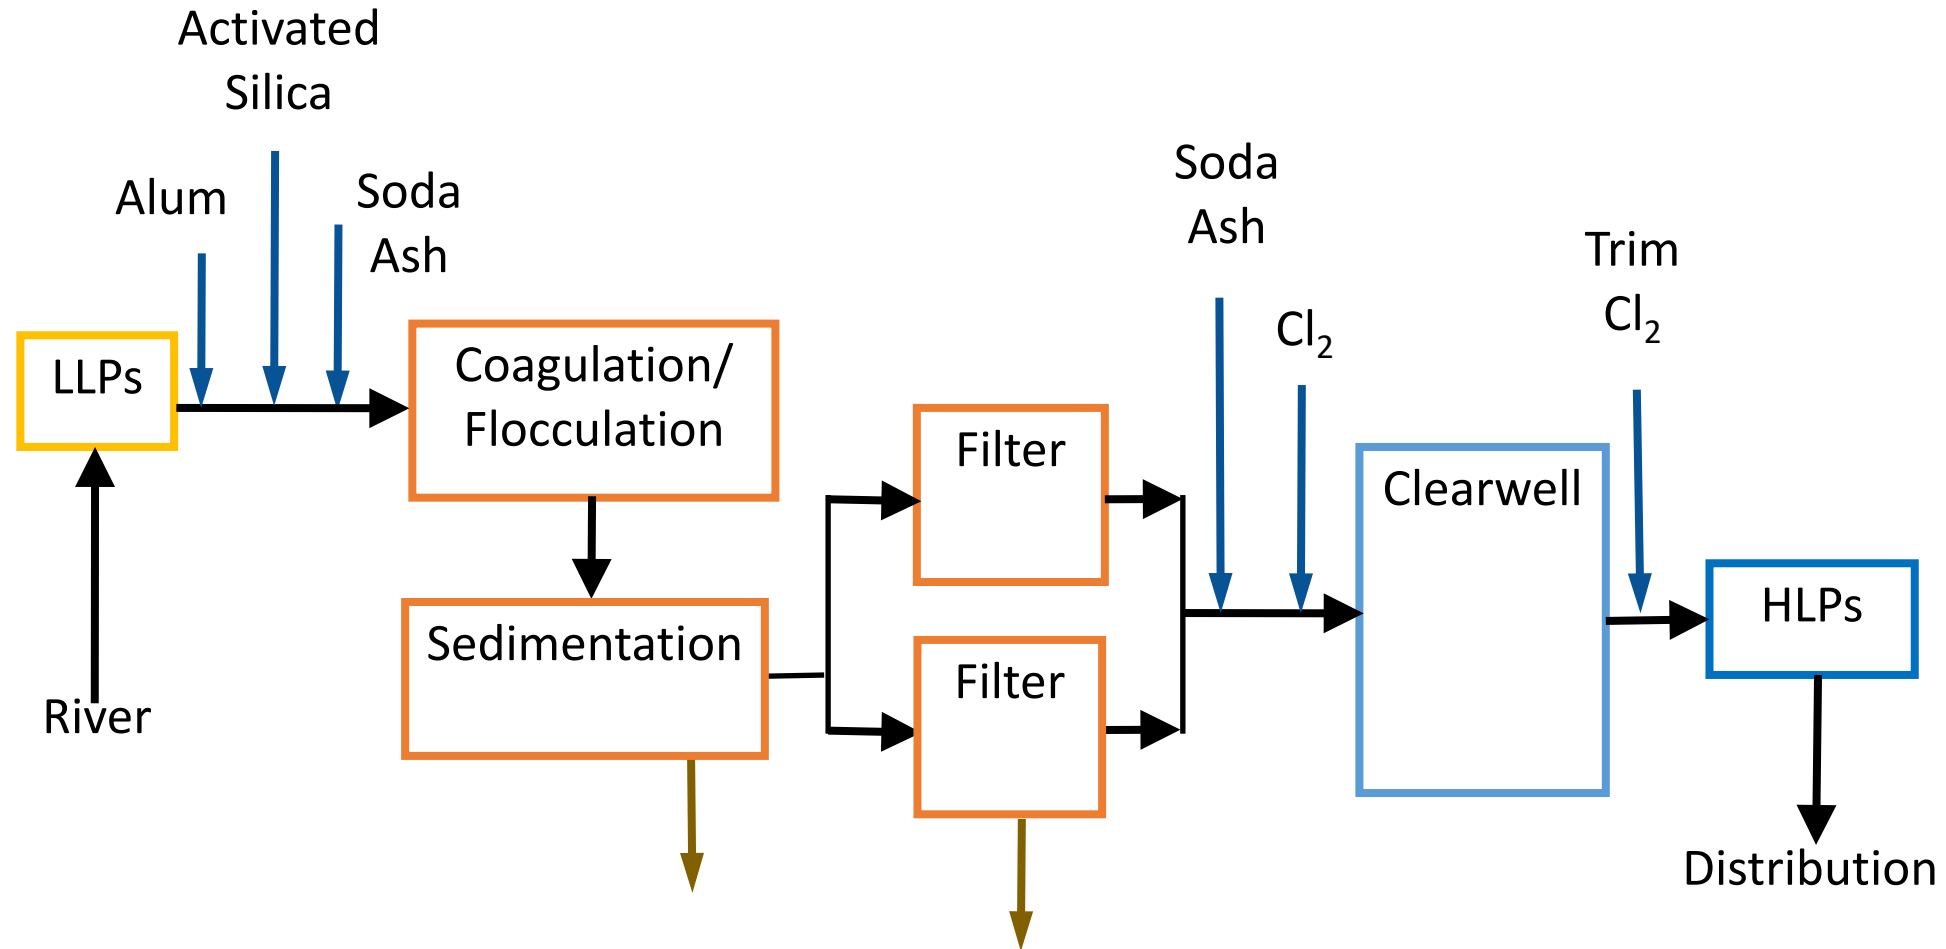 Activated
Silica
Alum
Soda
Ash
LLPs
River
Coagulation/
Flocculation
Sedimentation
Filter
Filter
Soda
Ash
Cl₂
Clearwell
Trim
Cl₂
HLPs
Distribution